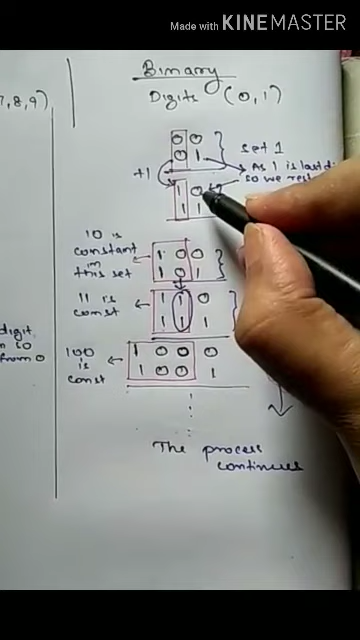 Made with KINEMASTER
7, 8, 9)
Binary
Digits (0, 1)
0 0
0 1
set 1
+1
As 1 is last di
so we rest
1 0
1 1
10 is
constant
in
this set
1 0 0
1 0 1
11 is
const
1 1 0
1 1 1
digit
so
from 0
100
is
const
1 0 0 0
1 0 0 1
The process
continues